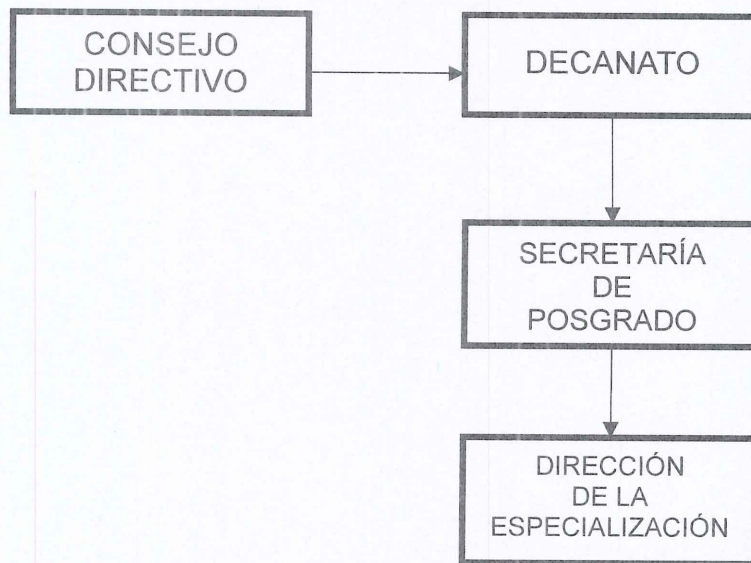 CONSEJO
DIRECTIVO
DECANATO
SECRETARÍA
DE
POSGRADO
DIRECCIÓN
DE LA
ESPECIALIZACIÓN